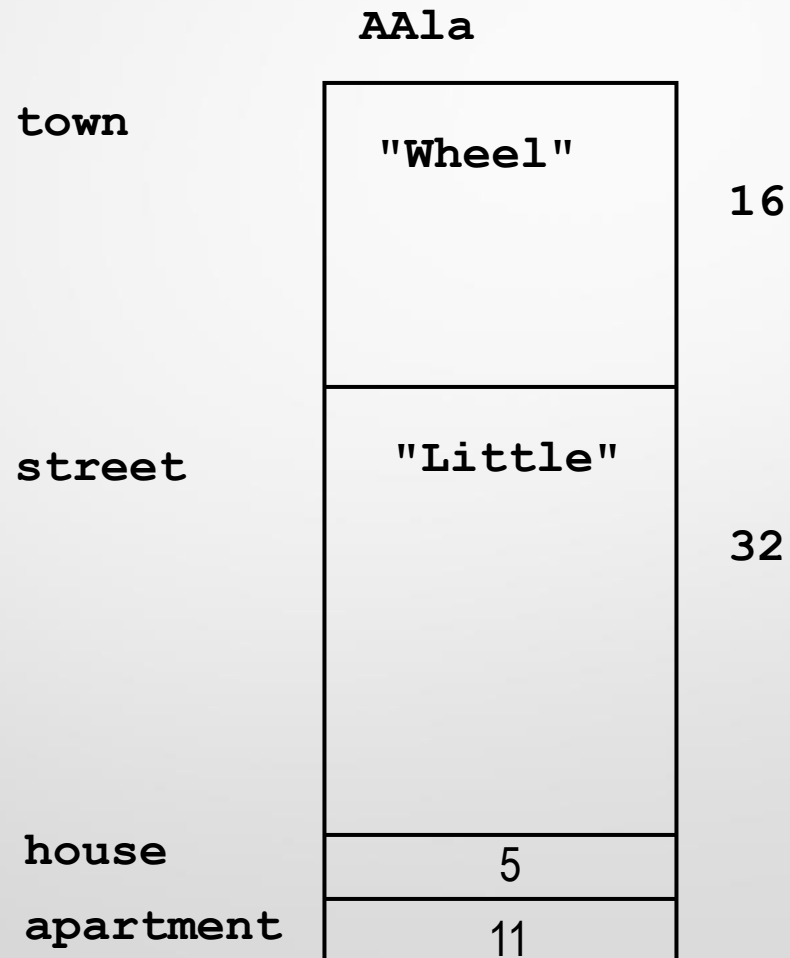 AAla
town
"Wheel"
16
street
"Little"
32
house
5
apartment
11